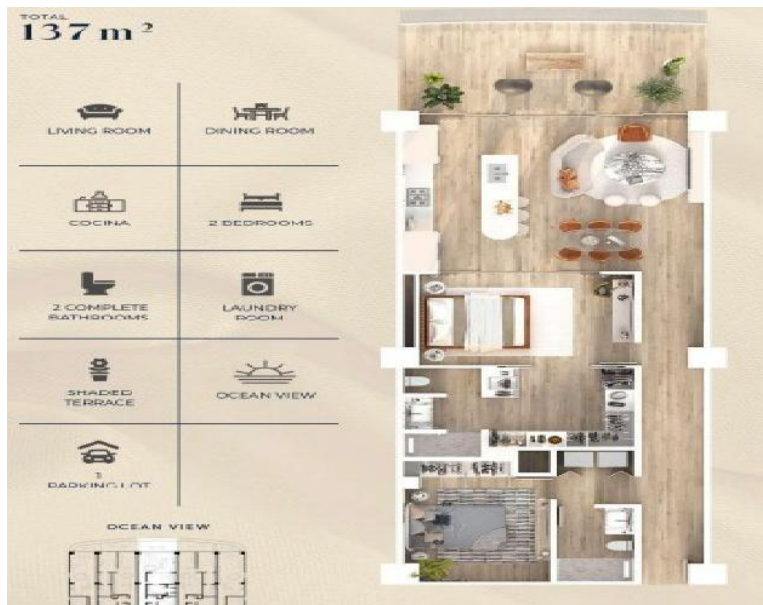 TOTAL
137 m²
LIVING ROOM
DINING ROOM
COCINA
2 BEDROOMS
2 COMPLETE
BATHROOMS
LAUNDRY
ROOM
SHADED
TERRACE
OCEAN VIEW
1
PARKING LOT
OCEAN VIEW